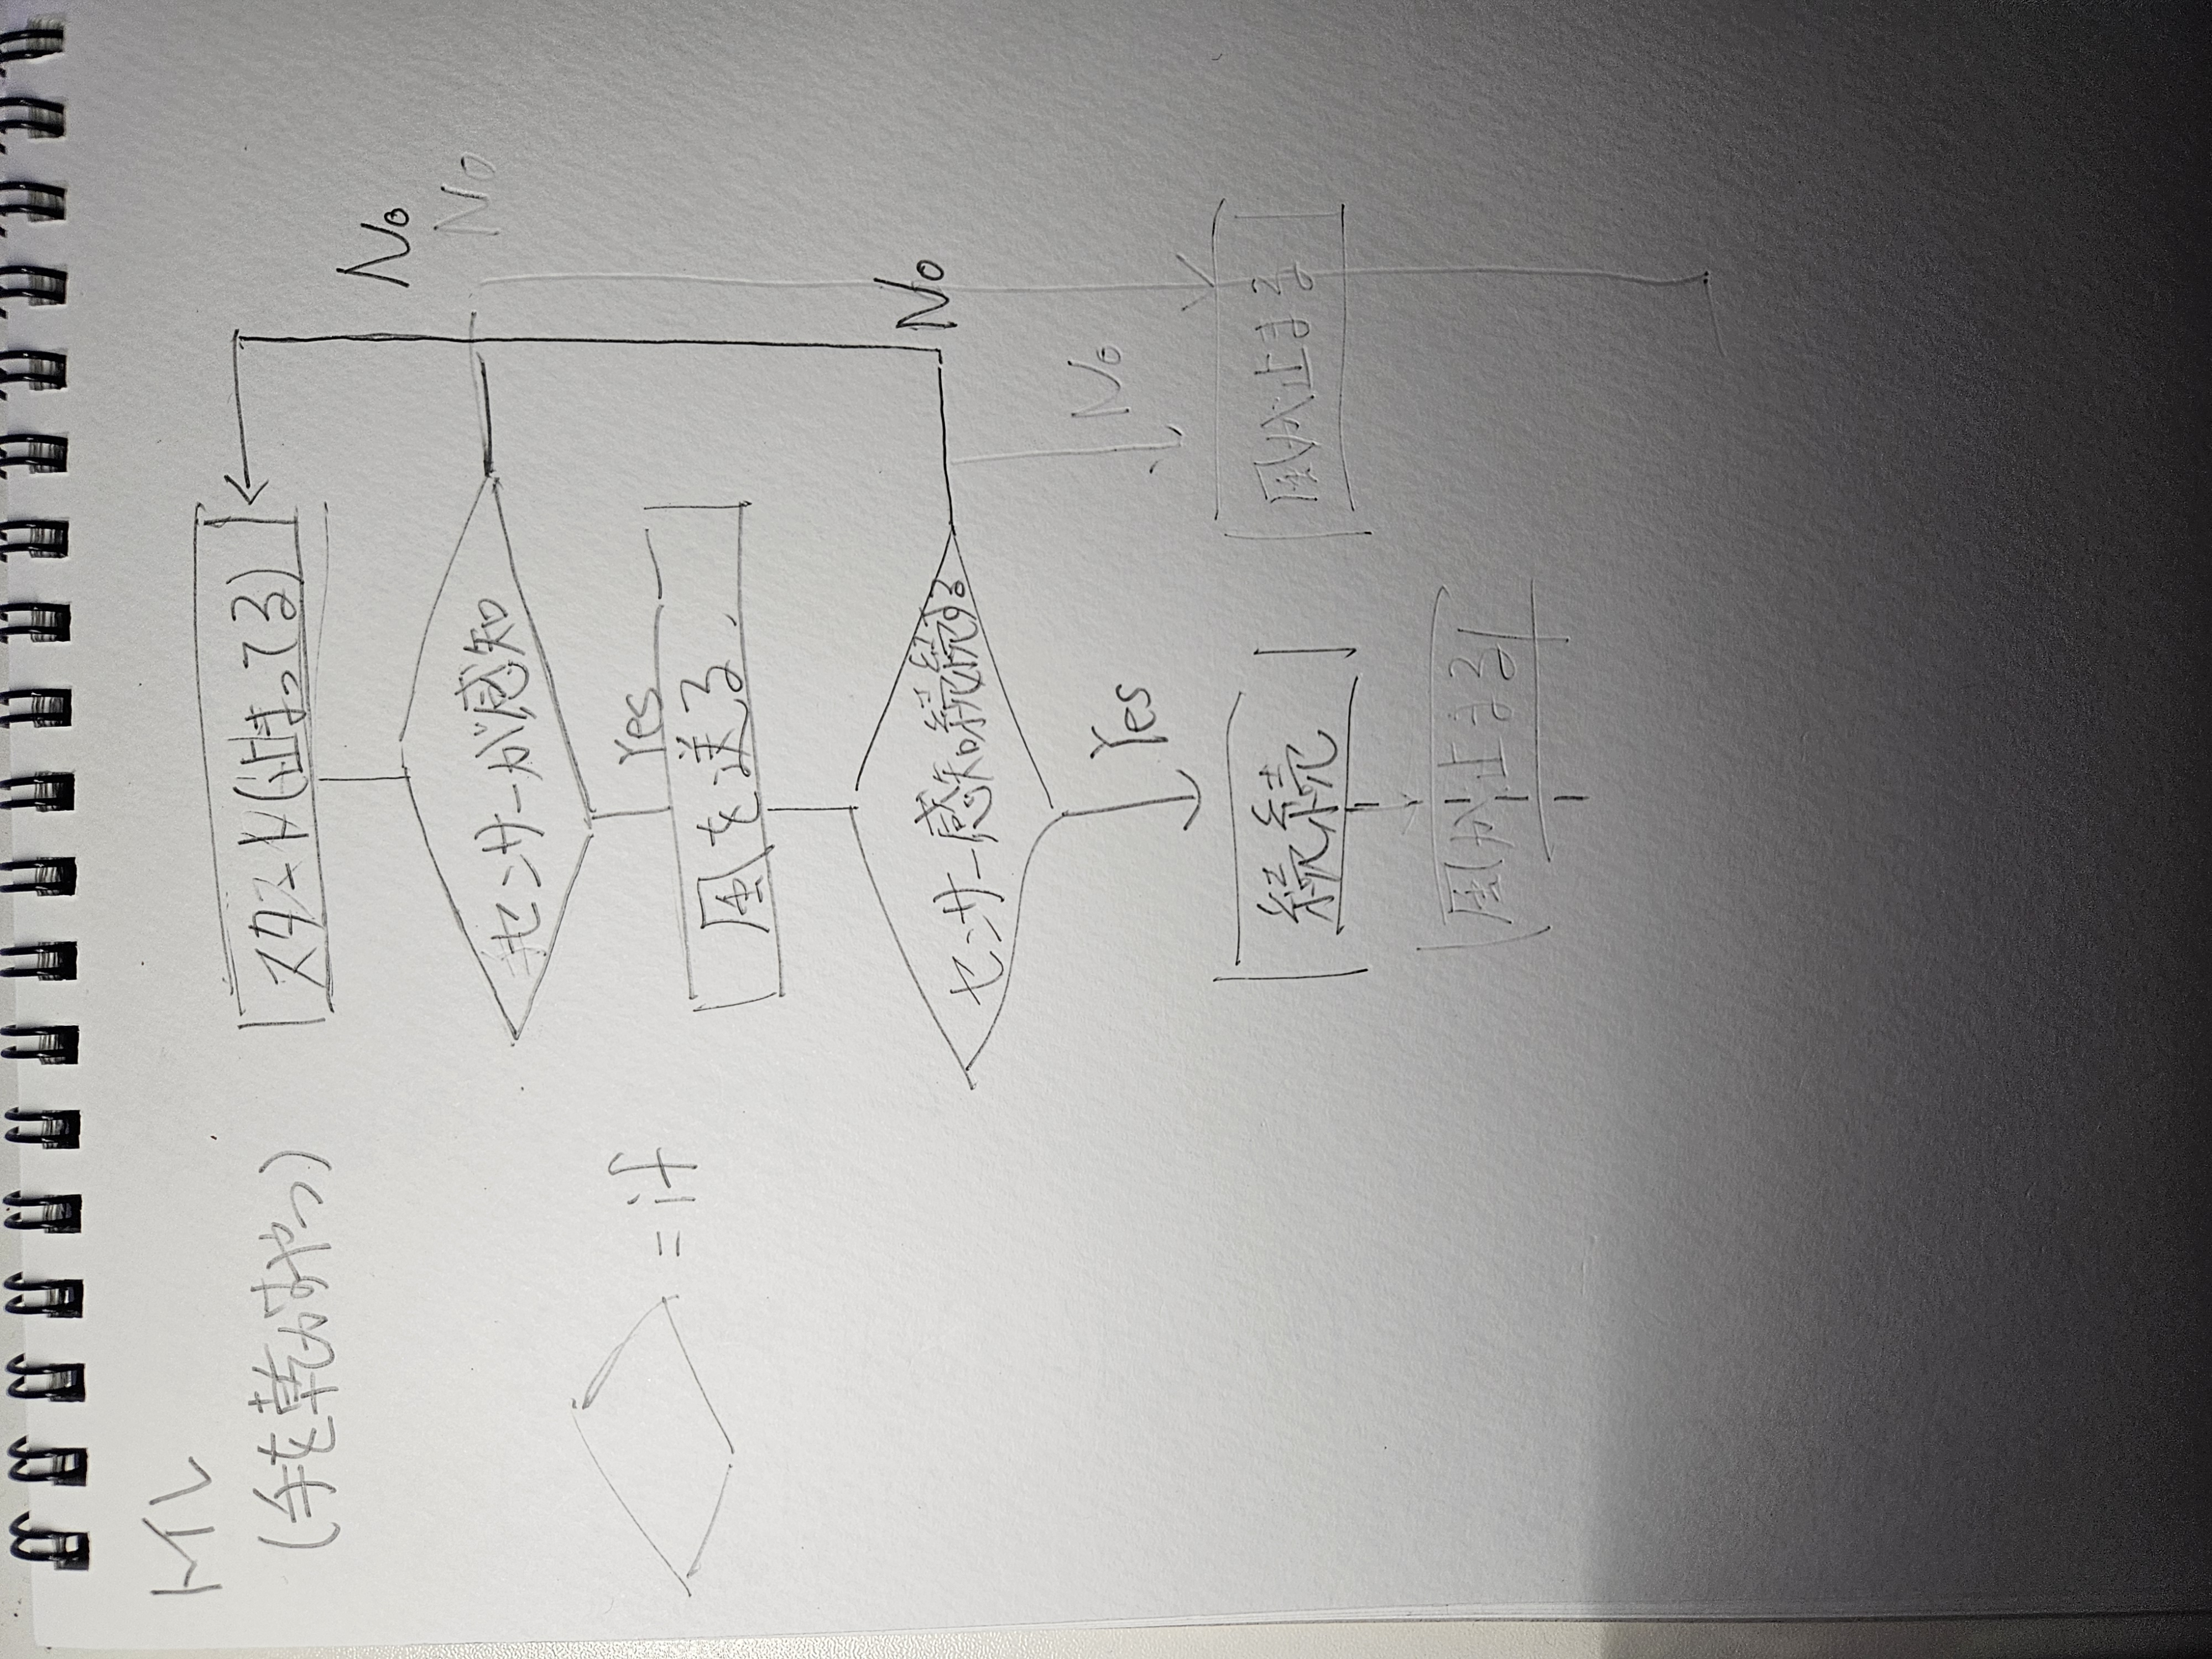 トイレ
(手を乾かすやつ)
スタート(止まってる)
No
No
センサーが感知
Yes
= if
風を送る
センサー感知続続する
No
No
Yes
続続
風が止まる
風が止まる